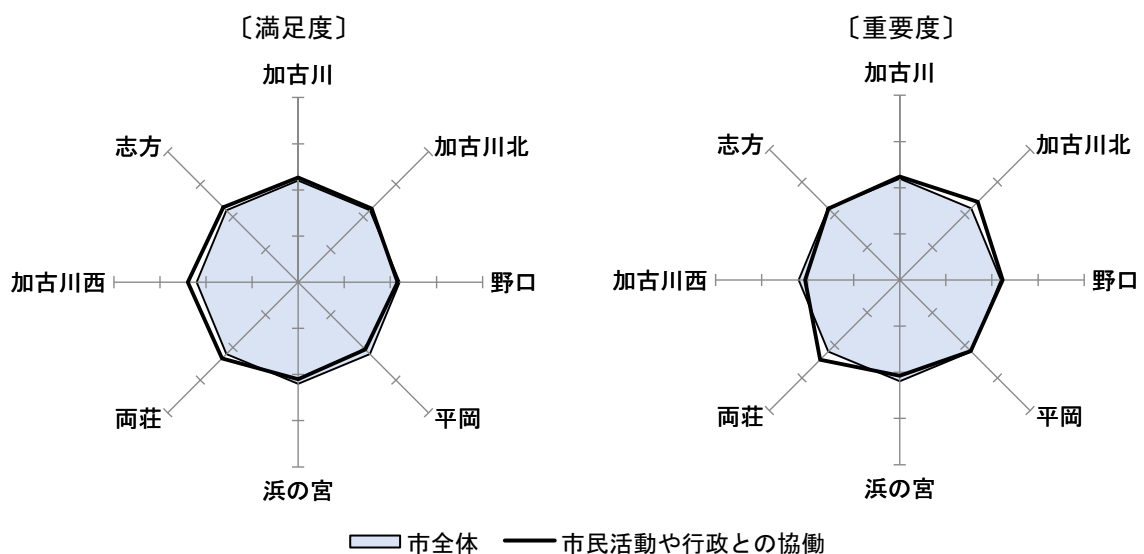 〔満足度〕
加古川
加古川北
野口
平岡
浜の宮
両荘
加古川西
志方
〔重要度〕
加古川
加古川北
野口
平岡
浜の宮
両荘
加古川西
志方
市全体
市民活動や行政との協働